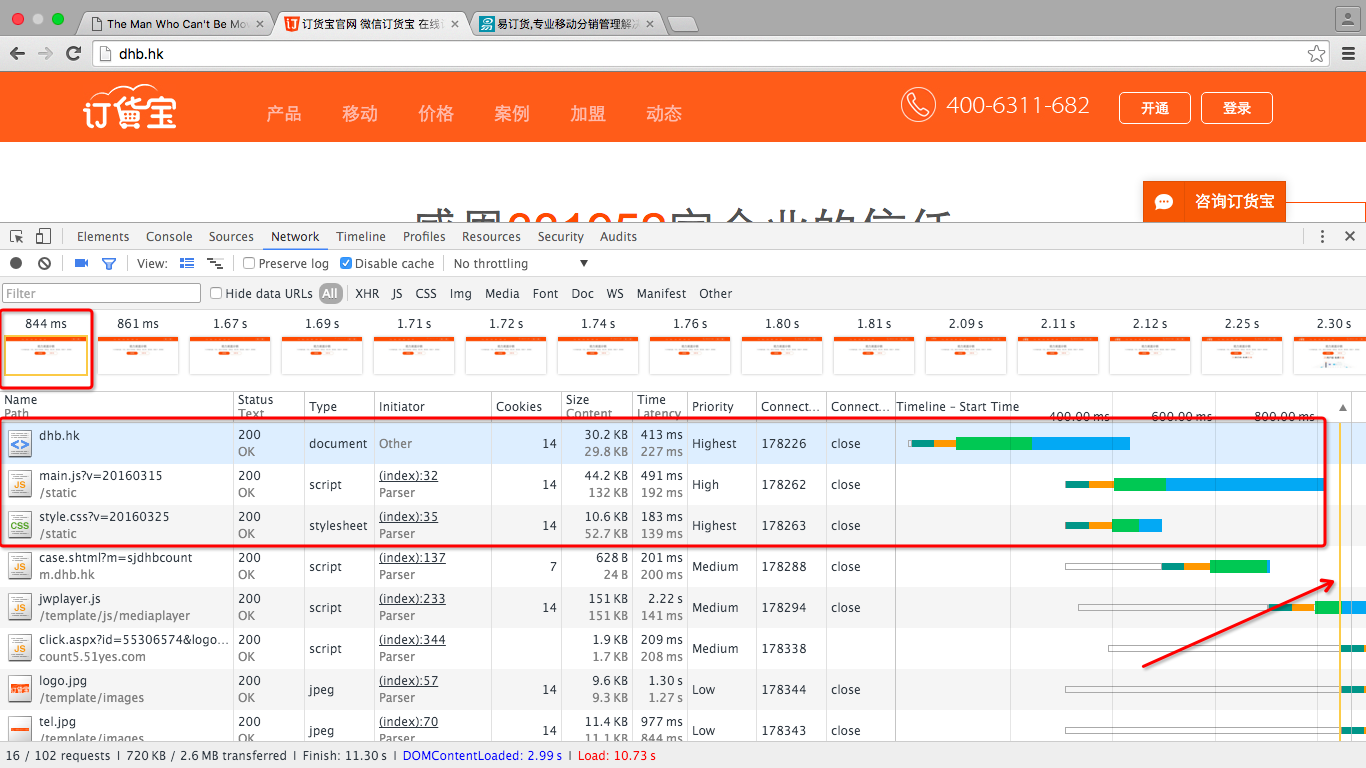 The Man Who Can't Be Mov
订货宝官网 微信订货宝 在线订
易订货,专业移动分销管理解决
dhb.hk
订货宝
产品 移动 价格 案例 加盟 动态
400-6311-682
开通 登录
咨询订货宝
Elements Console Sources Network Timeline Profiles Resources Security Audits
View: Preserve log Disable cache No throttling
Filter Hide data URLs All XHR JS CSS Img Media Font Doc WS Manifest Other
844 ms 861 ms 1.67 s 1.69 s 1.71 s 1.72 s 1.74 s 1.76 s 1.80 s 1.81 s 2.09 s 2.11 s 2.12 s 2.25 s 2.30 s
Name Status Type Initiator Cookies Size Time Priority Connect... Connect... Timeline – Start Time
Path Text Content Latency 400.00 ms 600.00 ms 800.00 ms
dhb.hk 200 document Other 14 30.2 KB 413 ms Highest 178226 close
OK 29.8 KB 227 ms
main.js?v=20160315 200 script (index):32 14 44.2 KB 491 ms High 178262 close
/static OK Parser 132 KB 192 ms
style.css?v=20160325 200 stylesheet (index):35 14 10.6 KB 183 ms Highest 178263 close
/static OK Parser 52.7 KB 139 ms
case.shtml?m=sjdhbcount 200 script (index):137 7 628 B 201 ms Medium 178288 close
m.dhb.hk OK Parser 24 B 200 ms
jwplayer.js 200 script (index):233 14 151 KB 2.22 s Medium 178294 close
/template/js/mediaplayer OK Parser 151 KB 141 ms
click.aspx?id=55306574&logo... 200 script (index):344 1.9 KB 209 ms Medium 178338
count5.51yes.com OK Parser 1.7 KB 208 ms
logo.jpg 200 jpeg (index):57 14 9.6 KB 1.30 s Low 178344 close
/template/images OK Parser 9.3 KB 1.27 s
tel.jpg 200 jpeg (index):70 14 11.4 KB 977 ms Low 178343 close
/template/images OK Parser 11.1 KB 844 ms
16 / 102 requests | 720 KB / 2.6 MB transferred | Finish: 11.30 s | DOMContentLoaded: 2.99 s | Load: 10.73 s